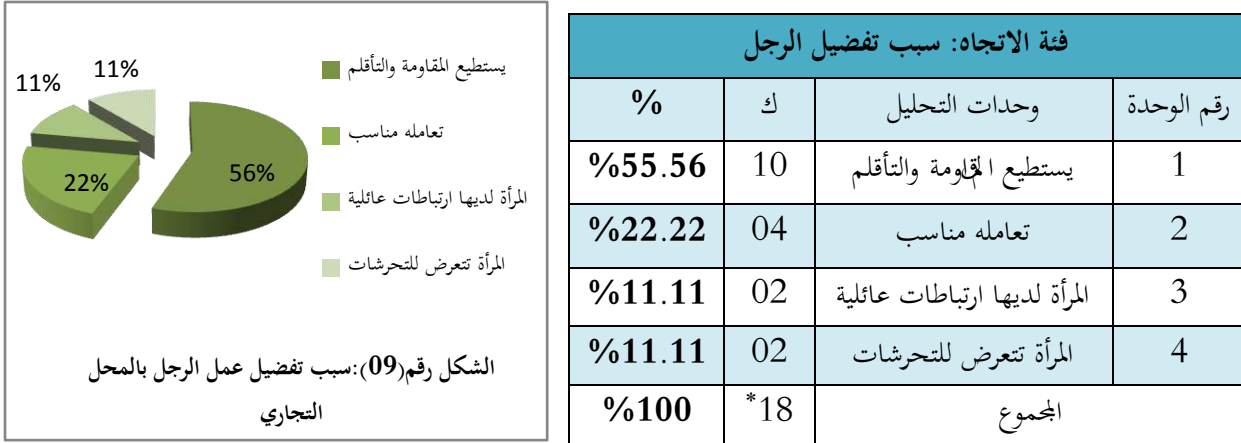 فئة الاتجاه: سبب تفضيل الرجل
رقم الوحدة وحدات التحليل ك %
1 يستطيع المقاومة والتأقلم 10 %55.56
2 تعامله مناسب 04 %22.22
3 المرأة لديها ارتباطات عائلية 02 %11.11
4 المرأة تتعرض للتحرشات 02 %11.11
المجموع 18* %100
يستطيع المقاومة والتأقلم
تعامله مناسب
المرأة لديها ارتباطات عائلية
المرأة تتعرض للتحرشات
11%
11%
22%
56%
الشكل رقم(09):سبب تفضيل عمل الرجل بالمحل
التجاري